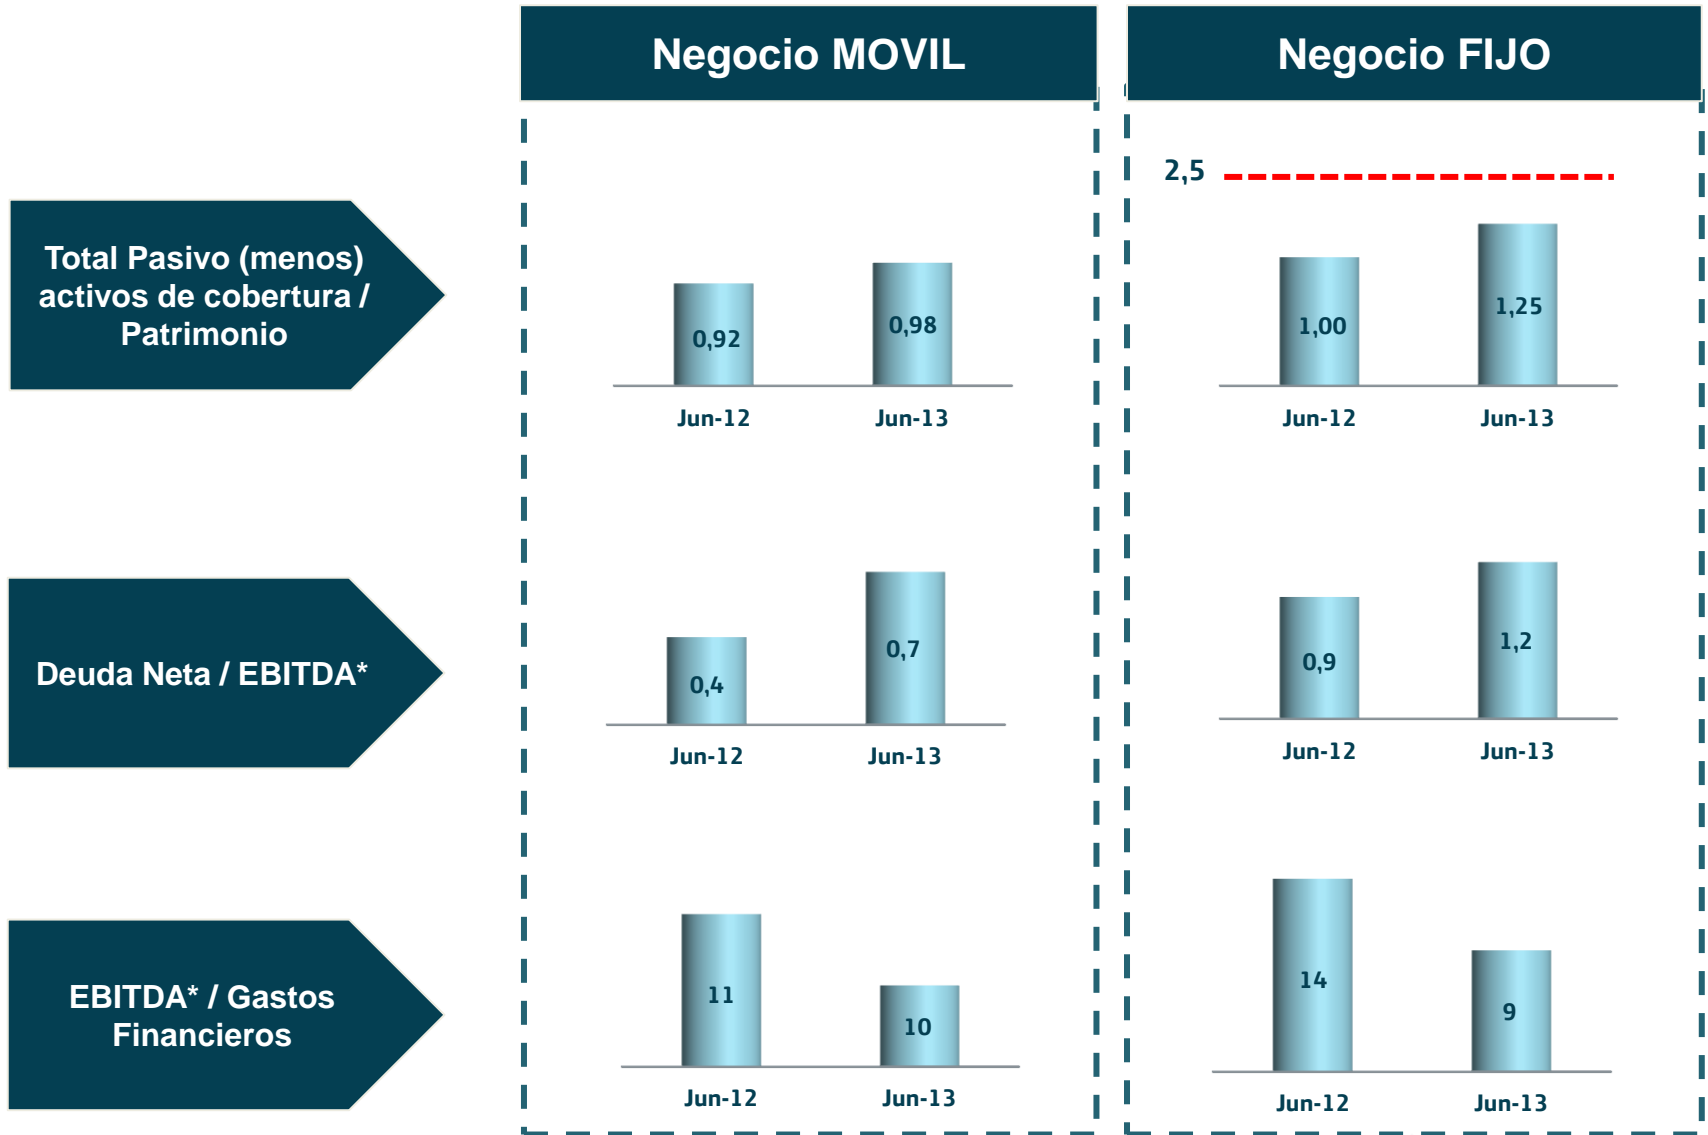 Negocio MOVIL
Negocio FIJO
Total Pasivo (menos)
activos de cobertura /
Patrimonio
0,92
0,98
Jun-12
Jun-13
2,5
1,00
1,25
Jun-12
Jun-13
Deuda Neta / EBITDA*
0,4
0,7
Jun-12
Jun-13
0,9
1,2
Jun-12
Jun-13
EBITDA* / Gastos
Financieros
11
10
Jun-12
Jun-13
14
9
Jun-12
Jun-13